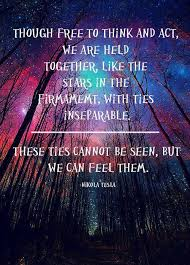 THOUGH FREE TO THINK AND ACT,
WE ARE HELD
TOGETHER, LIKE THE
STARS IN THE
FIRMAMEMT, WITH TIES
INSEPARABLE.
THESE TIES CANNOT BE SEEN, BUT
WE CAN FEEL THEM.
-NIKOLA TESLA